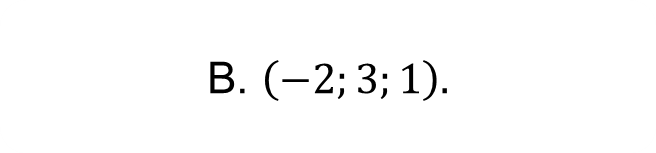 B. (−2; 3; 1).